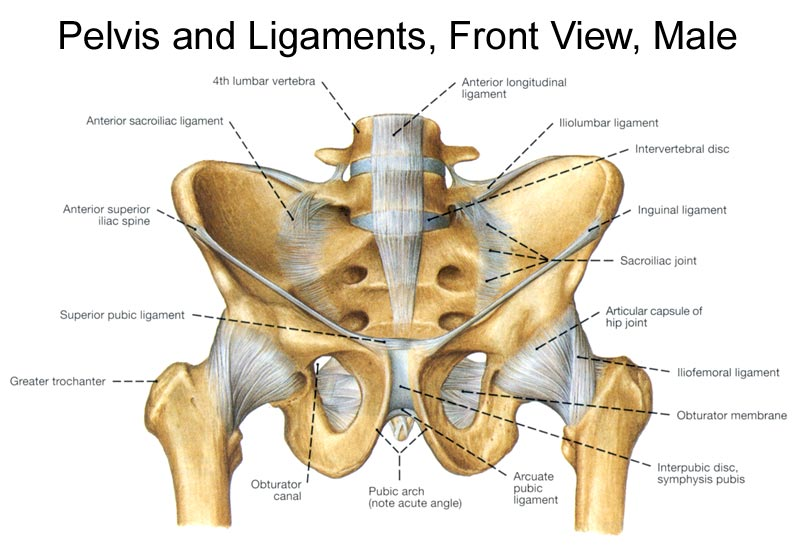 Pelvis and Ligaments, Front View, Male
4th lumbar vertebra
Anterior longitudinal
ligament
Anterior sacroiliac ligament
Iliolumbar ligament
Intervertebral disc
Anterior superior
iliac spine
Inguinal ligament
Sacroiliac joint
Superior pubic ligament
Articular capsule of
hip joint
Greater trochanter
Iliofemoral ligament
Obturator membrane
Obturator
canal
Pubic arch
(note acute angle)
Arcuate
pubic
ligament
Interpubic disc,
symphysis pubis